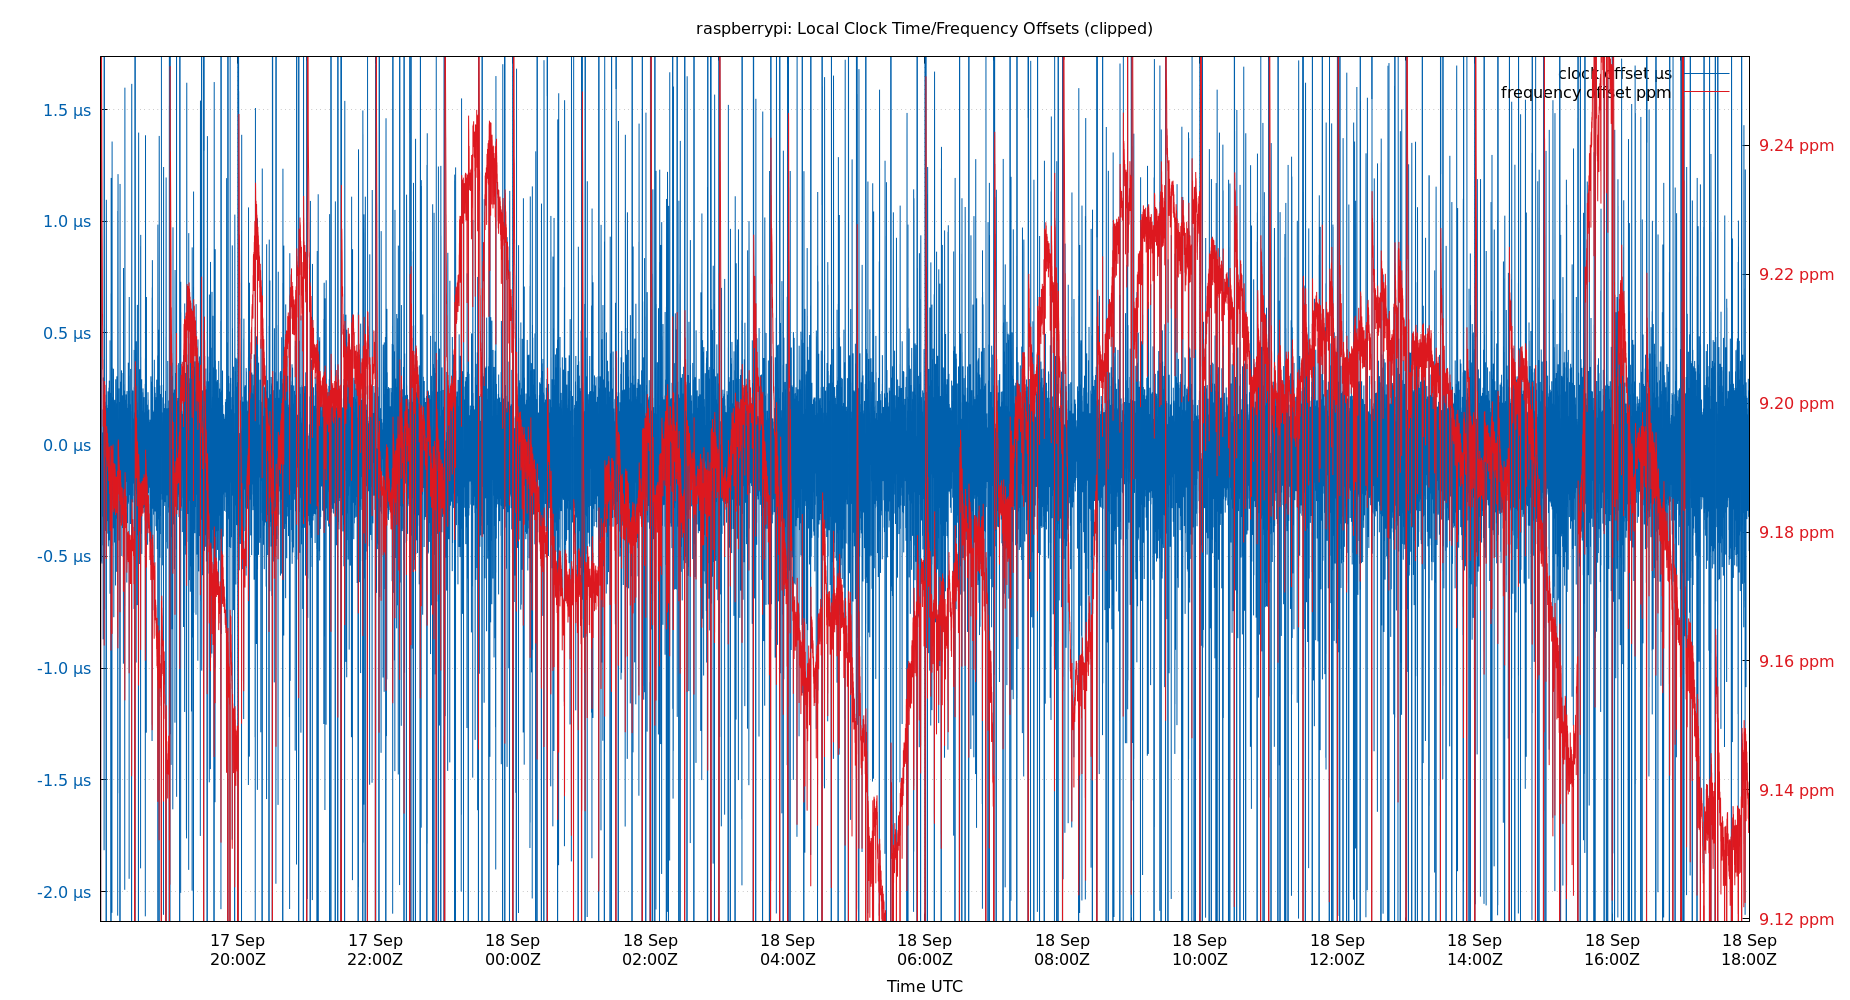 raspberrypi: Local Clock Time/Frequency Offsets (clipped)
clock offset µs
frequency offset ppm
1.5 µs
1.0 µs
0.5 µs
0.0 µs
-0.5 µs
-1.0 µs
-1.5 µs
-2.0 µs
9.24 ppm
9.22 ppm
9.20 ppm
9.18 ppm
9.16 ppm
9.14 ppm
9.12 ppm
17 Sep 17 Sep 18 Sep 18 Sep 18 Sep 18 Sep 18 Sep 18 Sep 18 Sep 18 Sep 18 Sep 18 Sep
20:00Z 22:00Z 00:00Z 02:00Z 04:00Z 06:00Z 08:00Z 10:00Z 12:00Z 14:00Z 16:00Z 18:00Z
Time UTC